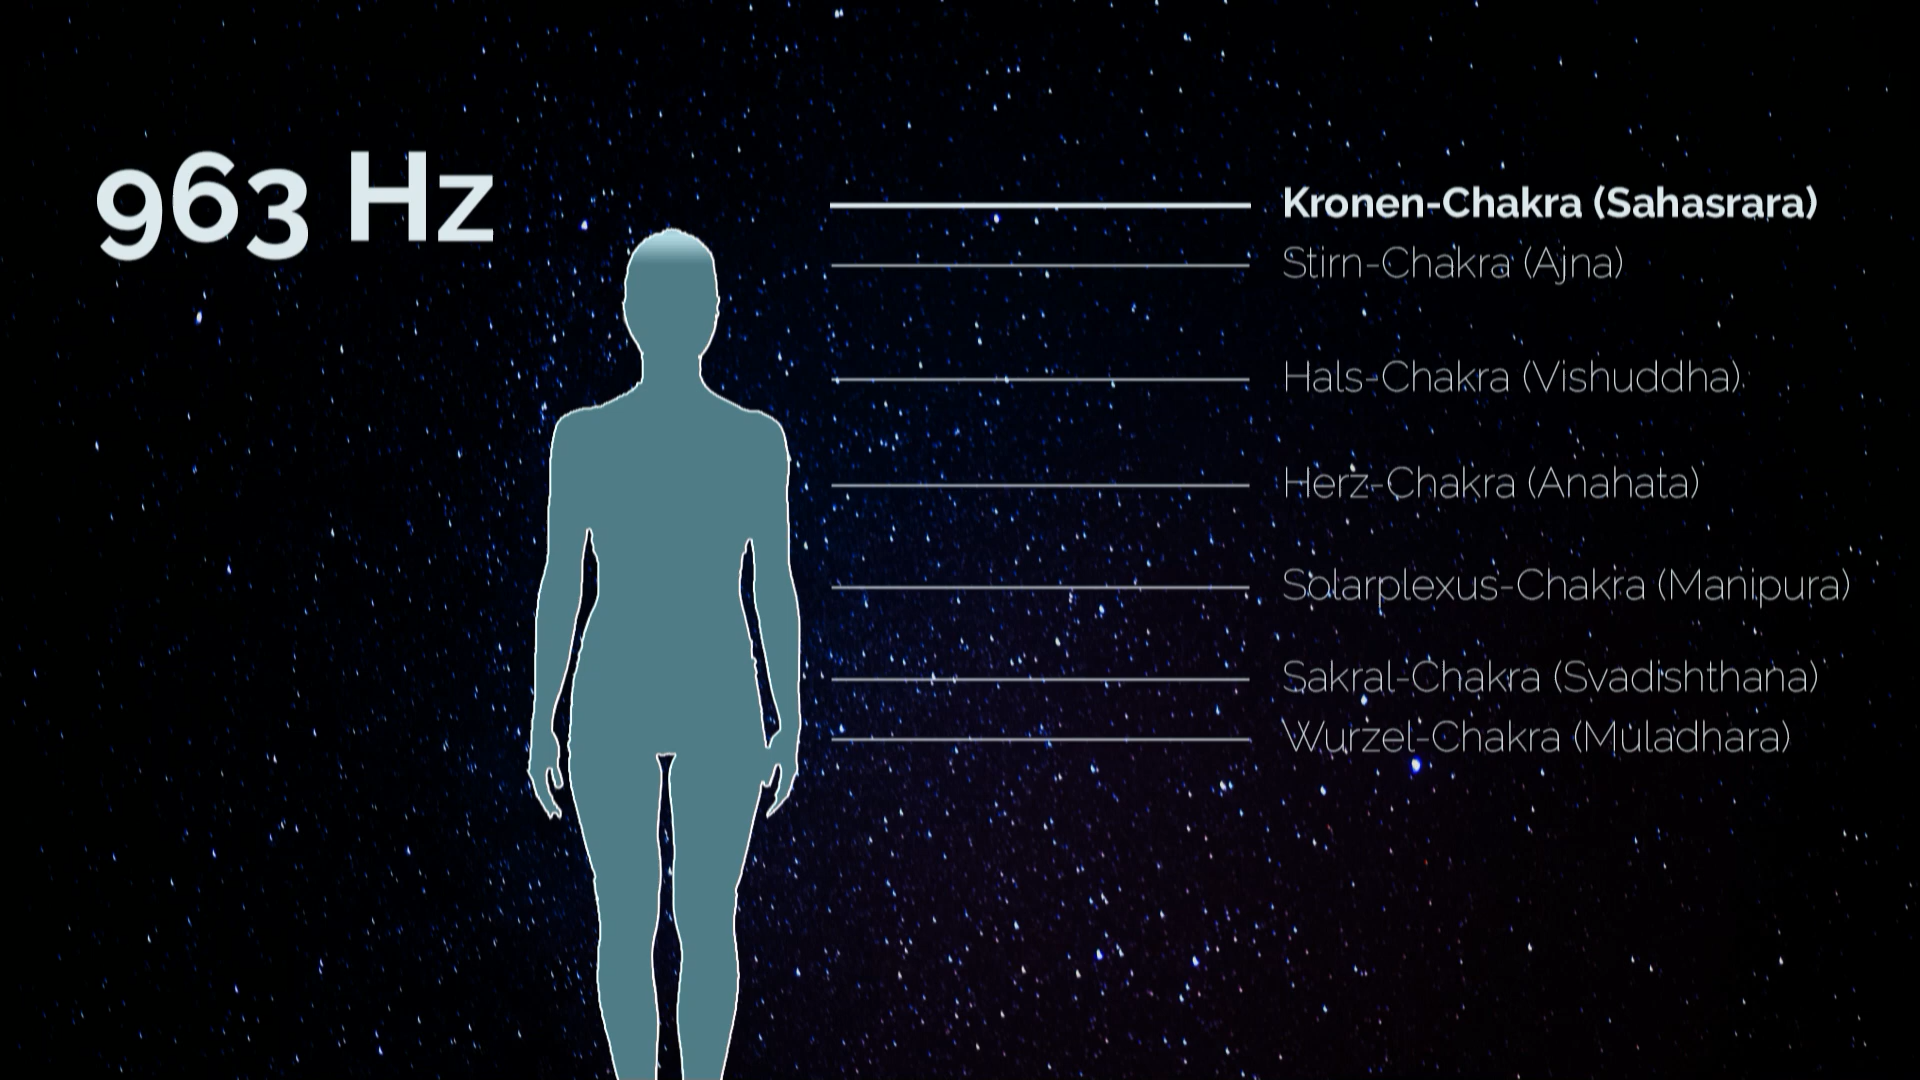 963 Hz
Kronen-Chakra (Sahasrara)
Stirn-Chakra (Ajna)
Hals-Chakra (Vishuddha)
Herz-Chakra (Anahata)
Solarplexus-Chakra (Manipura)
Sakral-Chakra (Svadishthana)
Wurzel-Chakra (Muladhara)